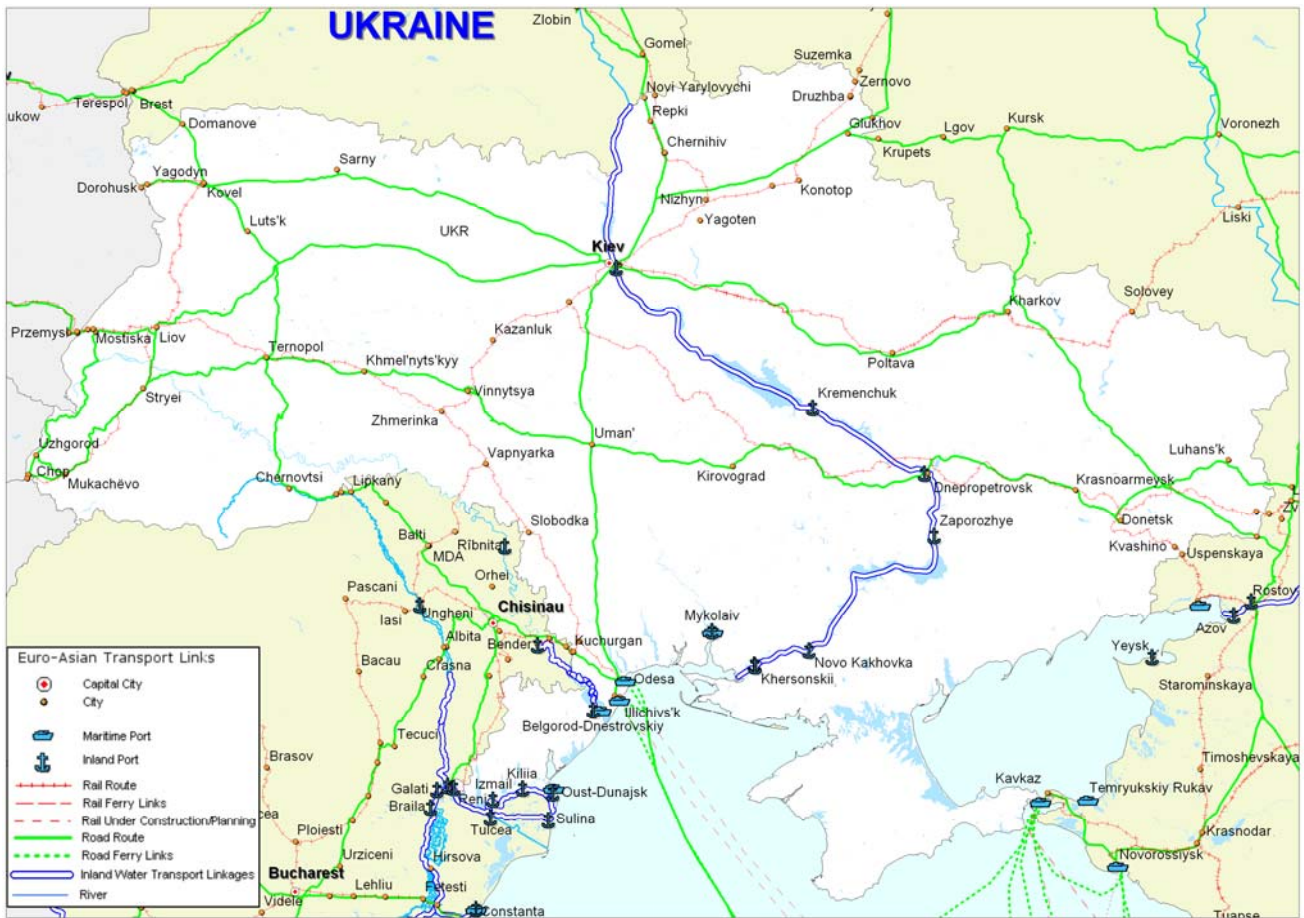 UKRAINE
Zlobin
Gomel
Suzemka
Zernovo
Terespol
Brest
Novi Yarylovychi
Druzhba
ukow
Repki
Domanove
Glukhov
Lgov
Kursk
Voronezh
Chernihiv
Krupets
Sarny
Yagodyn
Dorohusk
Kovel
Nizhyn
Konotop
Liski
Yagoten
Luts'k
UKR
Kiev
Solovey
Kharkov
Przemysl
Mostiska
Liov
Kazanluk
Ternopol
Khmel'nyts'kyy
Poltava
Stryei
Vinnytsya
Kremenchuk
Zhmerinka
Uzhgorod
Uman'
Vapnyarka
Luhans'k
Chop
Mukachëvo
Kirovograd
Chernovtsi
Lipkany
Dnepropetrovsk
Krasnoarmeysk
Zv
Slobodka
Zaporozhye
Donetsk
Balti
MDA
Rîbnita
Kvashino
Uspenskaya
Pascani
Orhei
Rostov
Iasi
Ungheni
Chisinau
Mykolaiv
Azov
Albita
Bender
Kuchurgan
Yeysk
Bacau
Crasna
Novo Kakhovka
Khersonskii
Odesa
Starominskaya
Illichivs'k
Belgorod-Dnestrovskiy
Tecuci
Brasov
Timoshevskaya
Kiliia
Izmail
Galati
Reni
Oust-Dunajsk
Kavkaz
Temryukskiy Rukav
Braila
Tulcea
Sulina
Ploiesti
Krasnodar
Urziceni
Hirsova
Novorossiysk
Bucharest
Lehliu
Fetesti
Videle
Constanta
Tuapse
Euro-Asian Transport Links
Capital City
City
Maritime Port
Inland Port
Rail Route
Rail Ferry Links
Rail Under Construction/Planning
Road Route
Road Ferry Links
Inland Water Transport Linkages
River